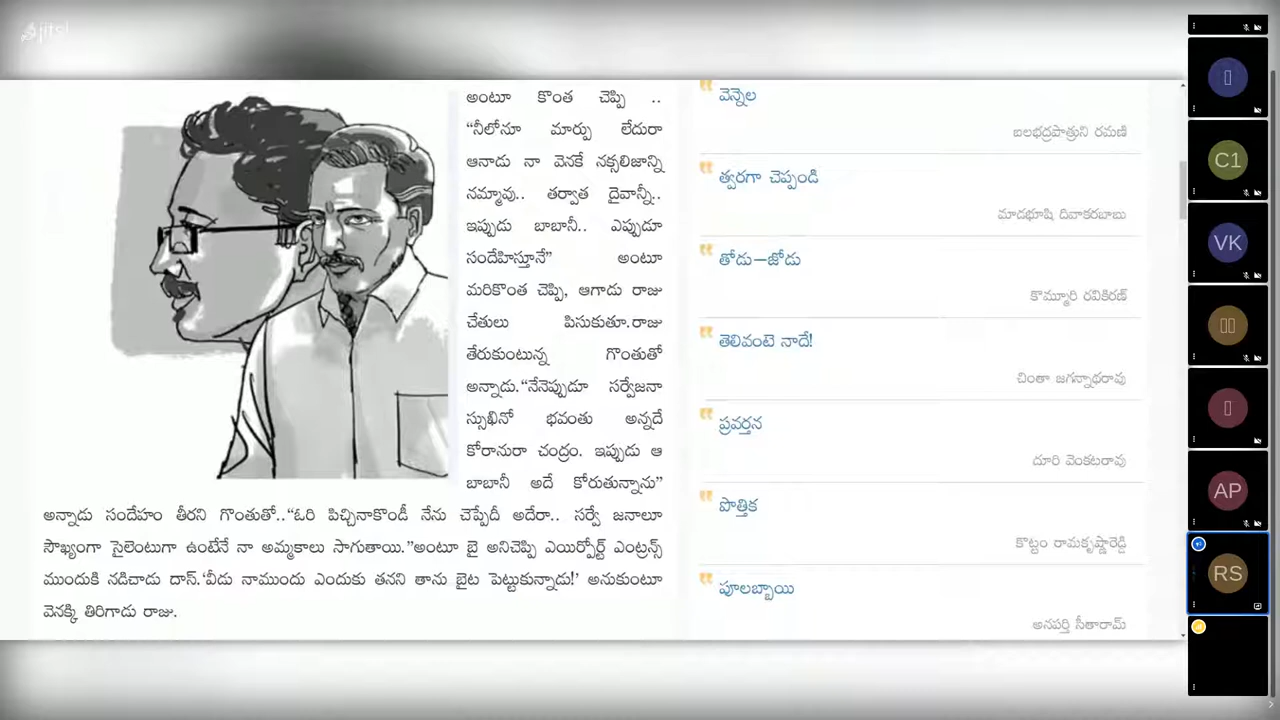 jitsi
అంటూ కొంత చెప్పి ..
“నీలోనూ మార్పు లేదురా
ఆనాడు నా వెనకే నక్సలిజాన్ని
నమ్మావు.. తర్వాత దైవాన్నీ..
ఇప్పుడు బాబానీ.. ఎప్పుడూ
సందేహిస్తూనే” అంటూ
మరికొంత చెప్పి, ఆగాడు రాజు
చేతులు పిసుకుతూ.రాజు
తేరుకుంటున్న గొంతుతో
అన్నాడు.“నేనెప్పుడూ సర్వేజనా
స్సుఖినో భవంతు అన్నదే
కోరానురా చంద్రం. ఇప్పుడు ఆ
బాబానీ అదే కోరుతున్నాను”
అన్నాడు సందేహం తీరని గొంతుతో..“ఓరి పిచ్చినాకొండీ నేను చెప్పేదీ అదేరా.. సర్వే జనాలూ
సౌఖ్యంగా సైలెంటుగా ఉంటేనే నా అమ్మకాలు సాగుతాయి.”అంటూ బై అనిచెప్పి ఎయిర్పోర్ట్ ఎంట్రన్స్
ముందుకి నడిచాడు దాస్.‘వీడు నాముందు ఎందుకు తనని తాను బైట పెట్టుకున్నాడు!’ అనుకుంటూ
వెనక్కి తిరిగాడు రాజు.
వెన్నెల
బలభద్రపాత్రుని రమణి
త్వరగా చెప్పండి
మాడభూషి దివాకరబాబు
తోడు–జోడు
కొమ్మూరి రవికిరణ్
తెలివంటె నాదే!
చింతా జగన్నాథరావు
ప్రవర్తన
దూరి వెంకటరావు
పొత్తిక
కొట్టం రామకృష్ణారెడ్డి
పూలబ్బాయి
అనపర్తి సీతారామ్
C1
VK
AP
RS